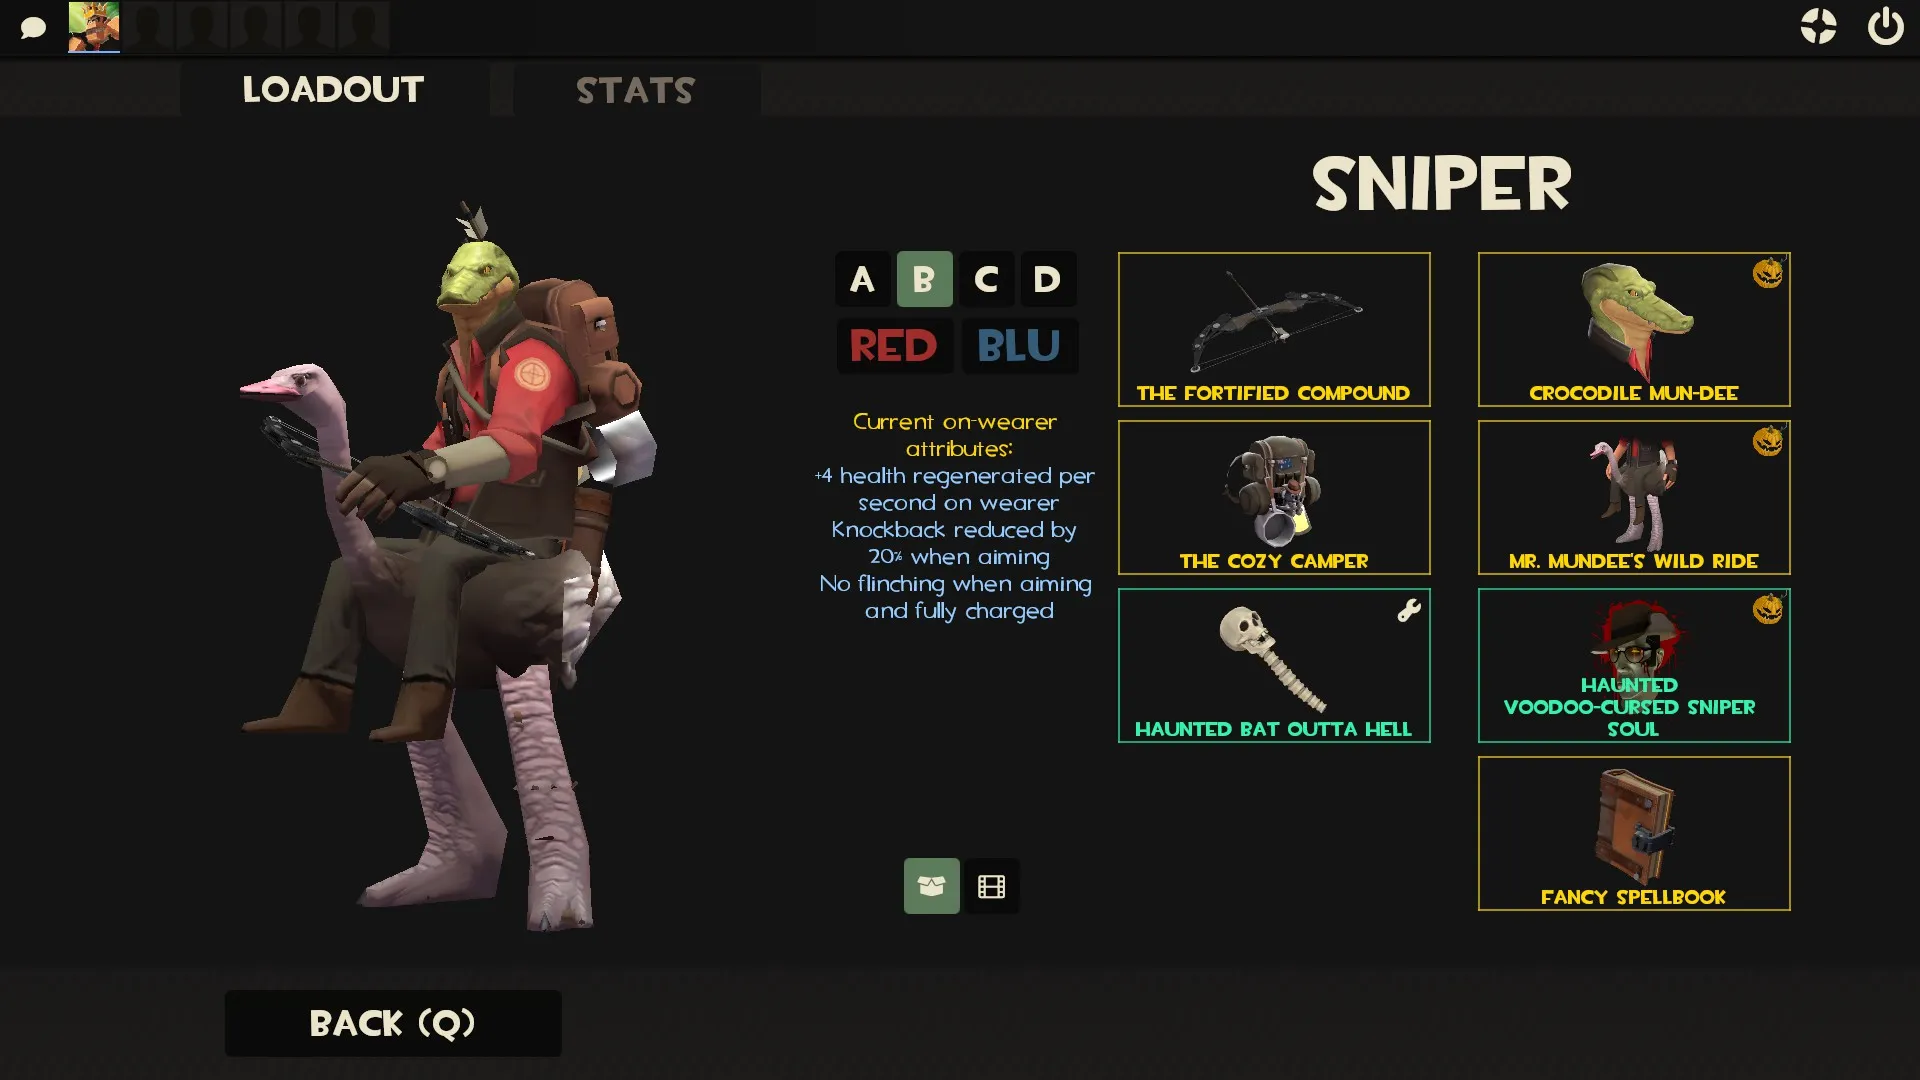 LOADOUT
STATS
SNIPER
A B C D
RED BLU
Current on-wearer
attributes:
+4 health regenerated per
second on wearer
Knockback reduced by
20% when aiming
No flinching when aiming
and fully charged
THE FORTIFIED COMPOUND
CROCODILE MUN-DEE
THE COZY CAMPER
MR. MUNDEE'S WILD RIDE
HAUNTED BAT OUTTA HELL
HAUNTED
VOODOO-CURSED SNIPER
SOUL
FANCY SPELLBOOK
BACK (Q)